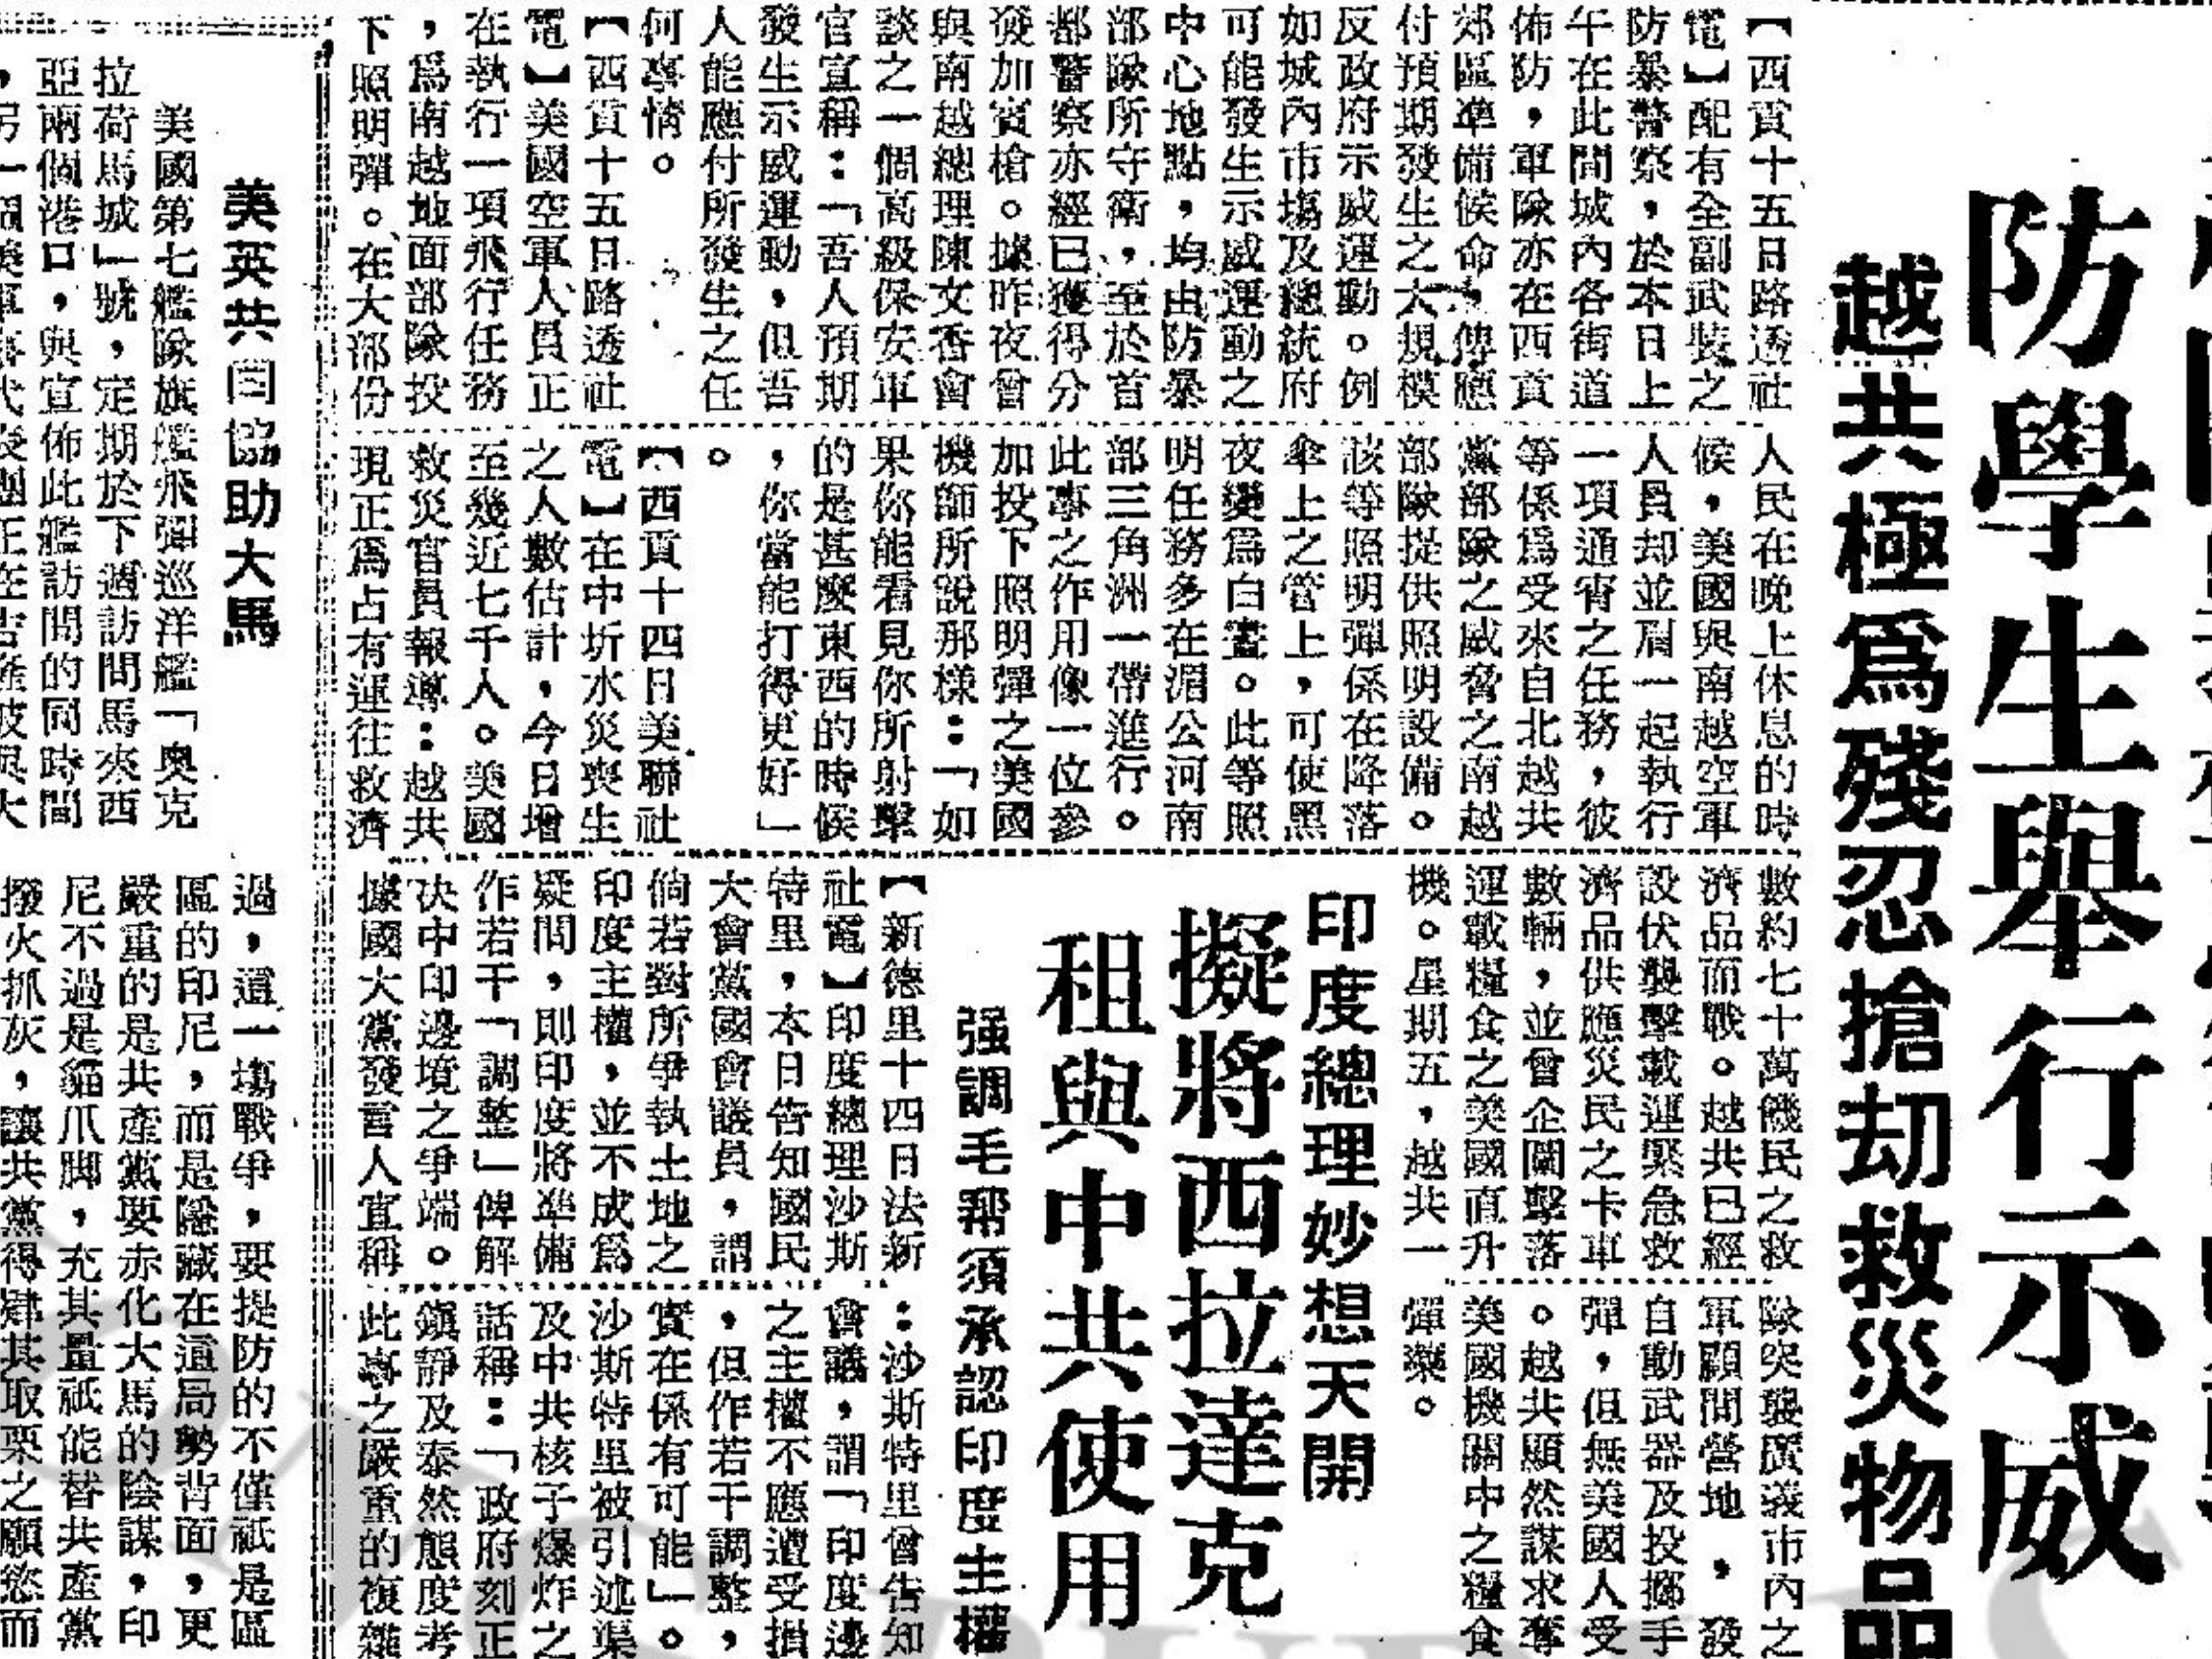 防學生舉行示威
越共極爲殘忍搶劫救災物品
【西貢十五日路透社
電】配有全副武裝之
防暴警察，於本日上
午在此間城內各街道
佈防，軍隊亦在西貢
郊區準備候命，俾應
付預期發生之大規模
反政府示威運動。例
如城內市塲及總統府
可能發生示威運動之
中心地點，均由防暴
部隊所守衛，至於首
都警察亦經已獲得分
發加賓槍。據昨夜曾
與南越總理陳文香會
談之一個高級保安軍
官宣稱：「吾人預期
發生示威運動，但吾
人能應付所發生之任
何事情。
【西貢十五日路透社
電】美國空軍人員正
在執行一項飛行任務
，爲南越地面部隊投
下照明彈。在大部份
人民在晚上休息的時
候，美國與南越空軍
人員却並肩一起執行
一項通宵之任務，彼
等係爲受來自北越共
黨部隊之威脅之南越
部隊提供照明設備。
該等照明彈係在降落
傘上之管上，可使黑
夜變爲白晝。此等照
明任務多在湄公河南
部三角洲一帶進行。
此事之作用像一位參
加投下照明彈之美國
機師所說那樣：「如
果你能看見你所射擊
的是甚麼東西的時候
，你當能打得更好」
。
【西貢十四日美聯社
電】在中圻水災喪生
之人數估計，今日增
至幾近七千人。美國
救災官員報導：越共
現正爲占有運往救濟
數約七十萬饑民之救
濟品而戰。越共已經
設伏襲擊載運緊急救
濟品供應災民之卡車
數輛，並曾企圖擊落
運載糧食之美國直升
機。星期五，越共一
隊突襲廣義市內之
軍顧問營地，發
自動武器及投擲手
彈，但無美國人受
。越共顯然謀求奪
美國機關中之糧食
彈藥。
印度總理妙想天開
擬將西拉達克
租與中共使用
强調毛幫須承認印度主權
【新德里十四日法新
社電】印度總理沙斯
特里，本日告知國民
大會黨國會議員，謂
倘若對所爭執土地之
印度主權，並不成爲
疑問，則印度將準備
作若干「調整」俾解
决中印邊境之爭端。
據國大黨發言人宣稱
：沙斯特里曾告知
會議，謂「印度邊
之主權不應遭受損
，但作若干調整，
實在係有可能」。
沙斯特里被引述渠
及中共核子爆炸之
話稱：「政府刻正
鎮靜及泰然態度考
此事之嚴重的複雜
美英共同協助大馬
美國第七艦隊旗艦飛彈巡洋艦「奧克
拉荷馬城」號，定期於下週訪問馬來西
亞兩個港口，與宣佈此艦訪問的同時間
過，這一塲戰爭，要提防的不僅祇是區
區的印尼，而是隱藏在這局勢背面，更
嚴重的是共產黨要赤化大馬的陰謀，印
尼不過是貓爪脚，充其量祇能替共產黨
撥火抓灰，讓共黨得肆其取栗之願慾而